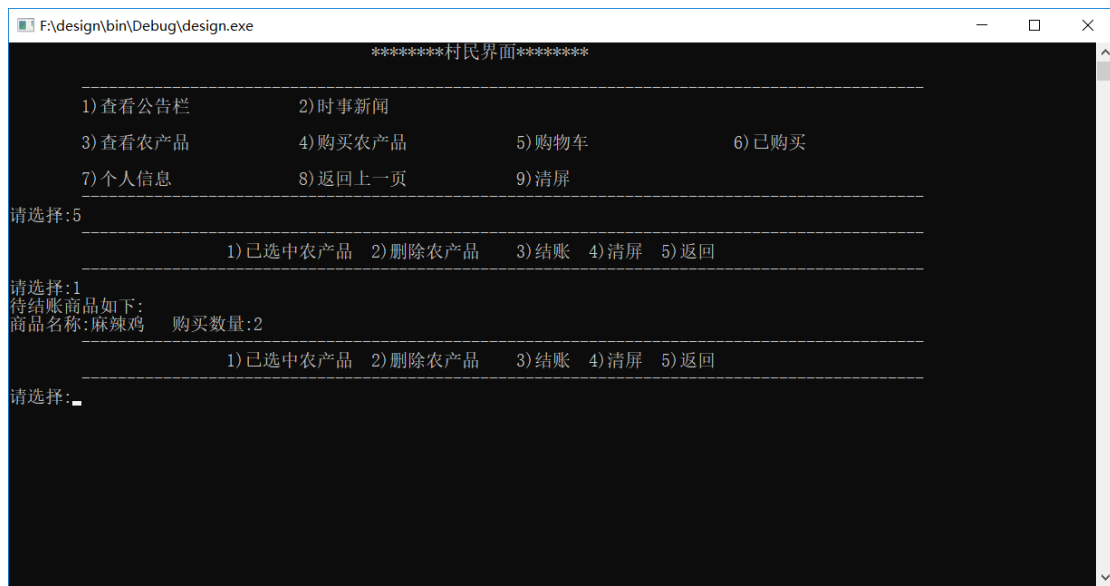 F:\design\bin\Debug\design.exe
********村民界面********
1)查看公告栏 2)时事新闻
3)查看农产品 4)购买农产品 5)购物车 6)已购买
7)个人信息 8)返回上一页 9)清屏
请选择:5
1)已选中农产品 2)删除农产品 3)结账 4)清屏 5)返回
请选择:1
待结账商品如下:
商品名称:麻辣鸡 购买数量:2
1)已选中农产品 2)删除农产品 3)结账 4)清屏 5)返回
请选择: